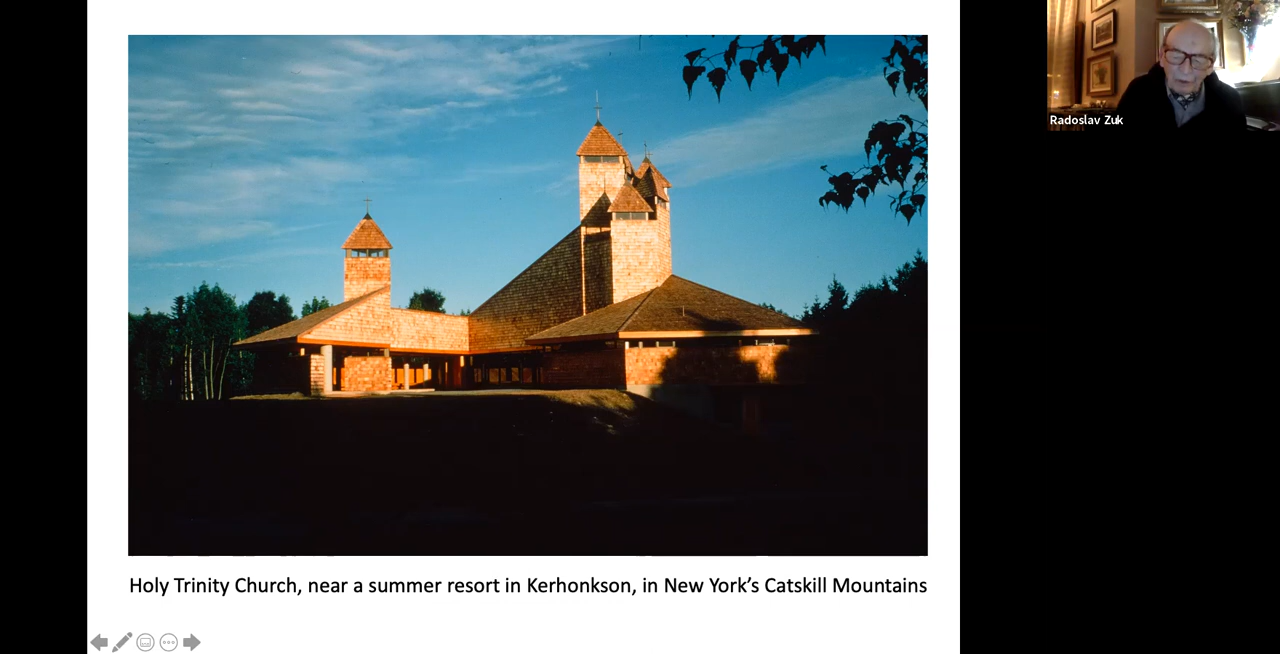 Radoslav Zuk
Holy Trinity Church, near a summer resort in Kerhonkson, in New York’s Catskill Mountains